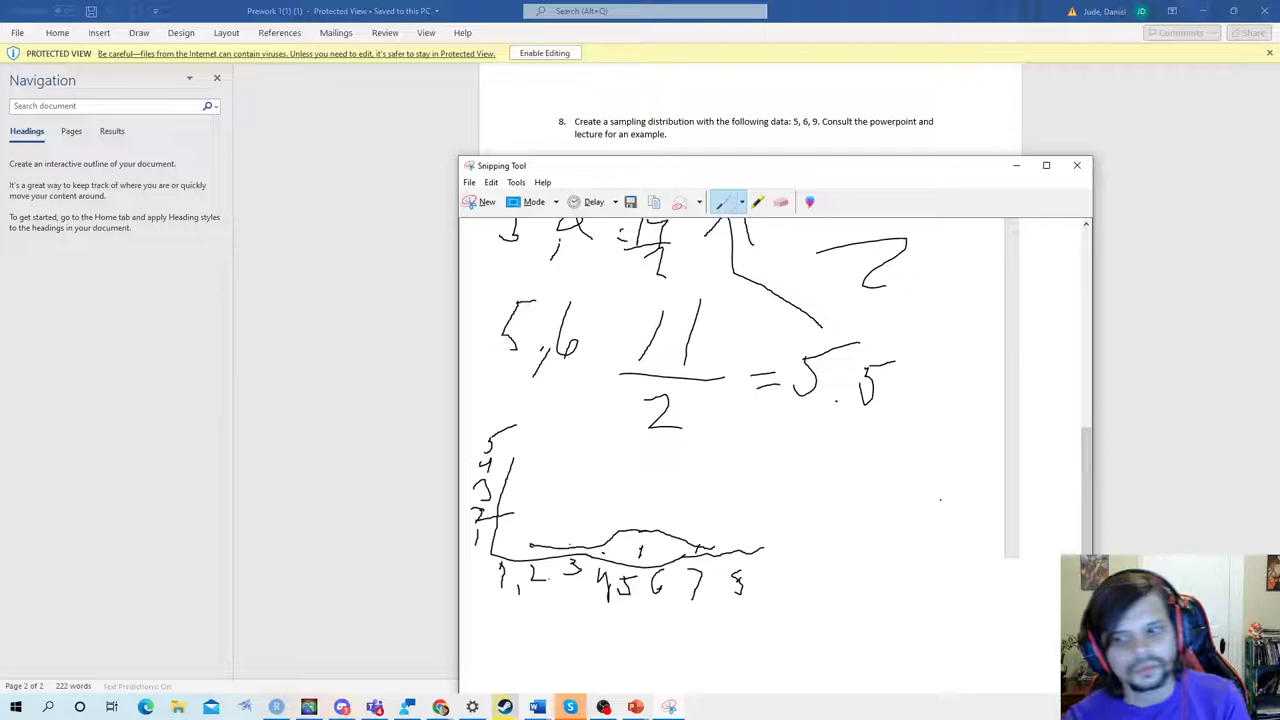 Prework 1(1) (1) - Protected View • Saved to this PC
Search (Alt+Q)
Jude, Daniel
JD
File Home Insert Draw Design Layout References Mailings Review View Help
Comments
Share
PROTECTED VIEW Be careful—files from the Internet can contain viruses. Unless you need to edit, it's safer to stay in Protected View.
Enable Editing
Navigation
Search document
Headings Pages Results
Create an interactive outline of your document.
It's a great way to keep track of where you are or quickly
move your content around.
To get started, go to the Home tab and apply Heading styles
to the headings in your document.
8. Create a sampling distribution with the following data: 5, 6, 9. Consult the powerpoint and
lecture for an example.
Snipping Tool
File Edit Tools Help
New Mode Delay
2
5,6 11
2
= 5.5
5
4
3
2
1
1, 2. 3 4 5 6 7 8
Page 2 of 2 222 words Text Predictions: On